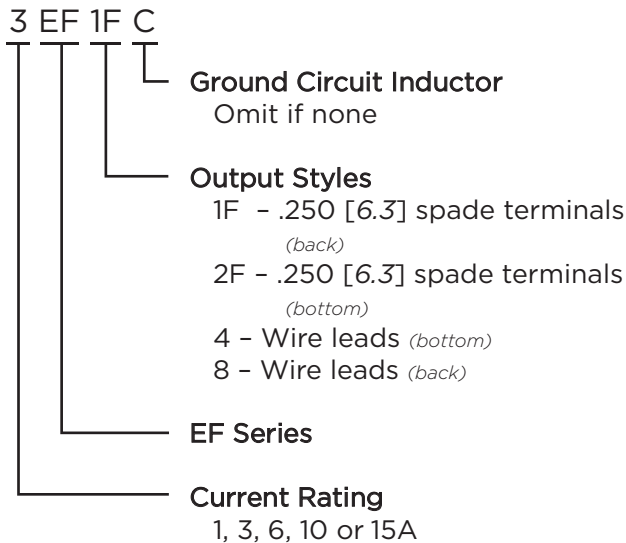 3 EF 1F C
Ground Circuit Inductor
Omit if none
Output Styles
1F – .250 [6.3] spade terminals
(back)
2F – .250 [6.3] spade terminals
(bottom)
4 – Wire leads (bottom)
8 – Wire leads (back)
EF Series
Current Rating
1, 3, 6, 10 or 15A